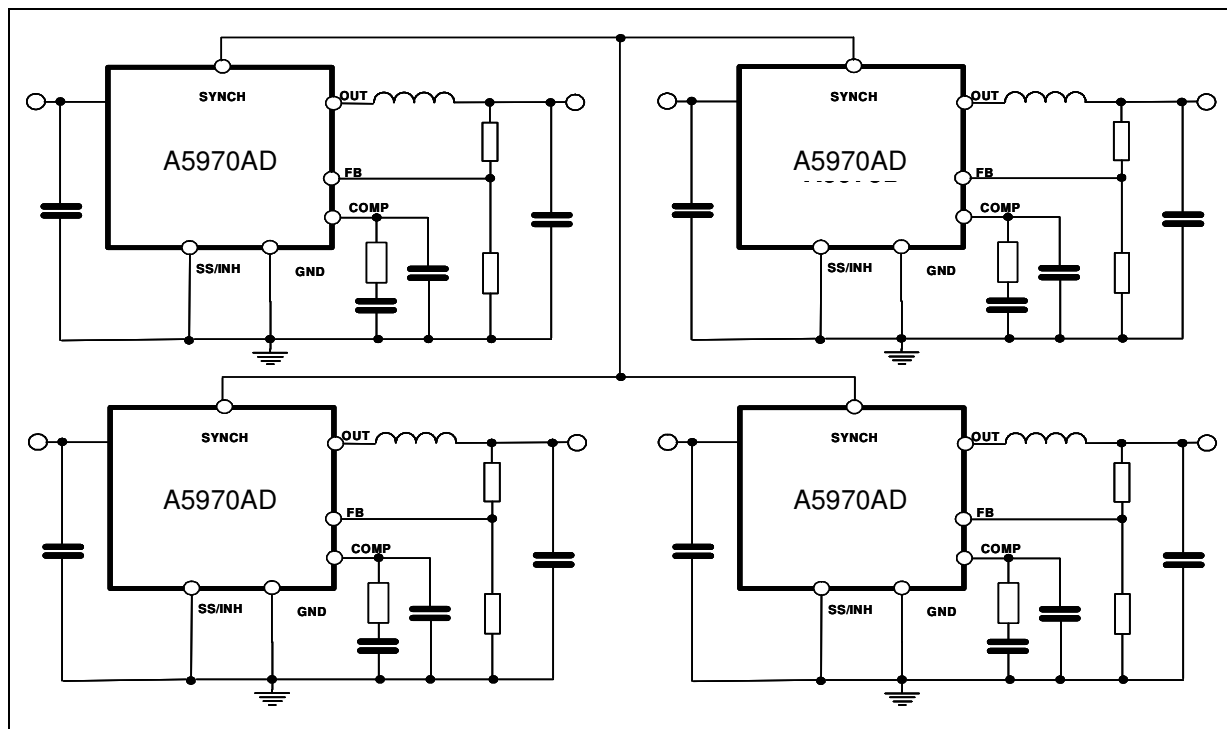 SYNCH
OUT
A5970AD
FB
COMP
SS/INH
GND
SYNCH
OUT
A5970AD
FB
COMP
SS/INH
GND
SYNCH
OUT
A5970AD
FB
COMP
SS/INH
GND
SYNCH
OUT
A5970AD
FB
COMP
SS/INH
GND